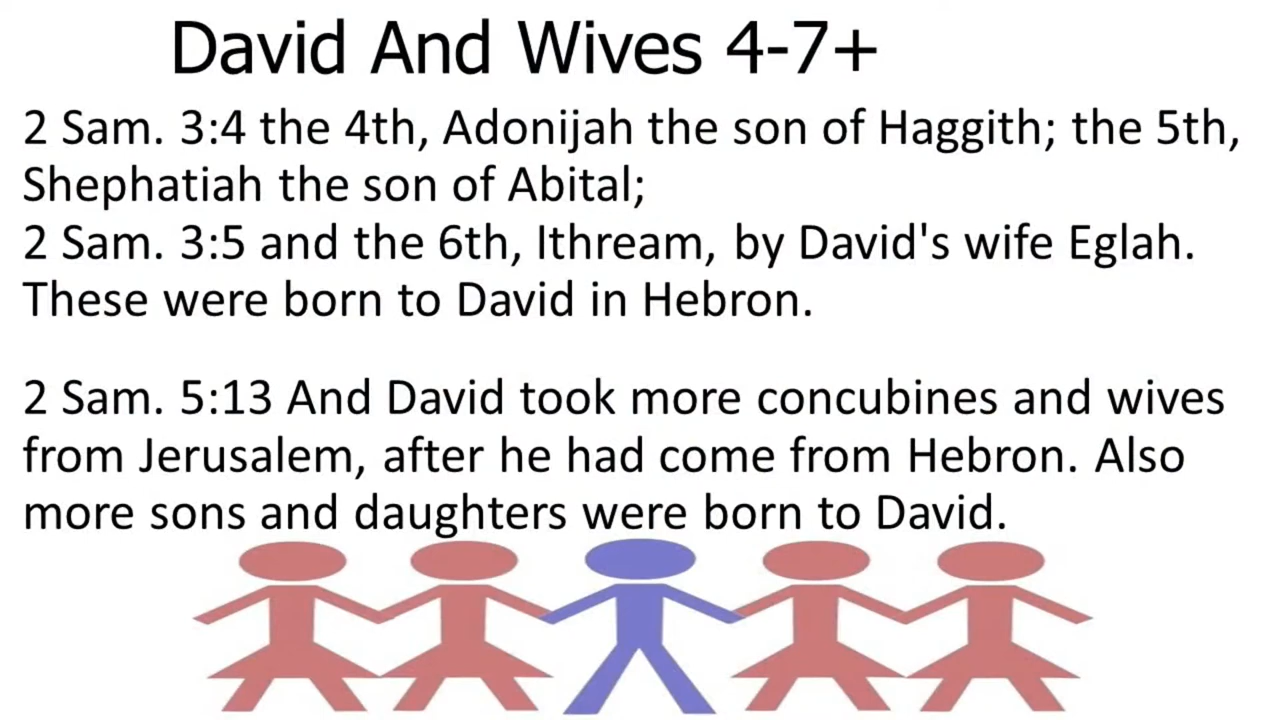 David And Wives 4-7+
2 Sam. 3:4 the 4th, Adonijah the son of Haggith; the 5th,
Shephatiah the son of Abital;
2 Sam. 3:5 and the 6th, Ithream, by David's wife Eglah.
These were born to David in Hebron.
2 Sam. 5:13 And David took more concubines and wives
from Jerusalem, after he had come from Hebron. Also
more sons and daughters were born to David.